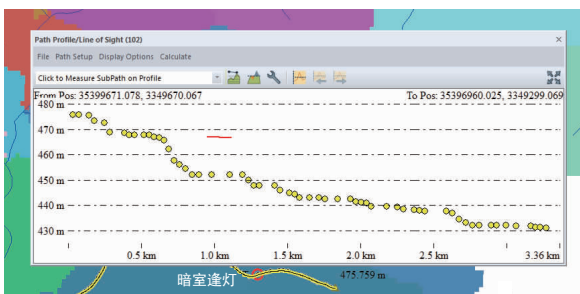 Path Profile/Line of Sight (102)
File Path Setup Display Options Calculate
Click to Measure SubPath on Profile
From Pos: 35399671.078, 3349670.067 To Pos: 35396960.025, 3349299.069
480 m
470 m
460 m
450 m
440 m
430 m
0.5 km 1.0 km 1.5 km 2.0 km 2.5 km 3.36 km
暗室逢灯 475.759 m